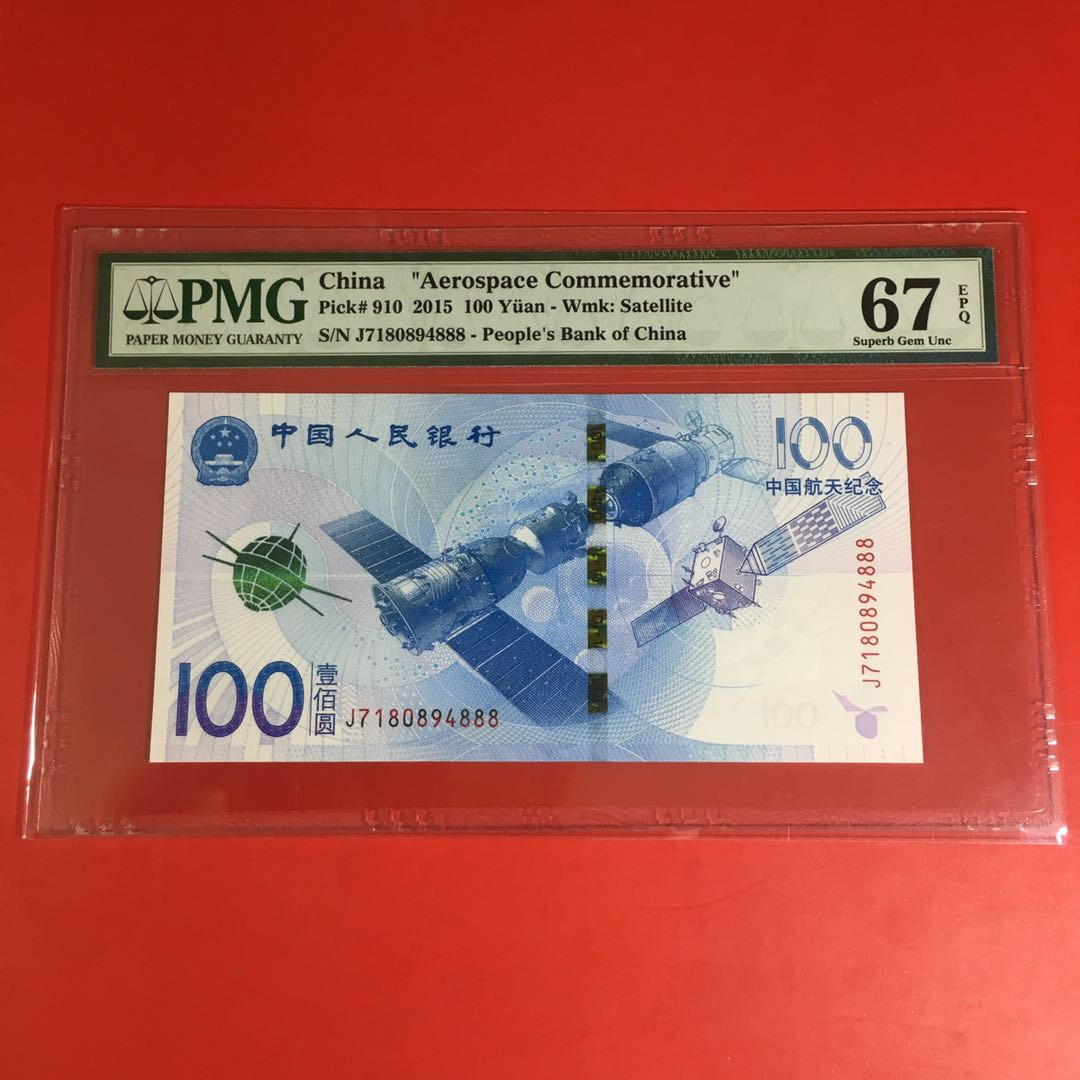 PMG
PAPER MONEY GUARANTY
China "Aerospace Commemorative"
Pick# 910 2015 100 Yüan - Wmk: Satellite
S/N J7180894888 - People's Bank of China
67
EPQ
Superb Gem Unc
中国人民银行
100
中国航天纪念
J7180894888
100
壹佰圆
J7180894888
100